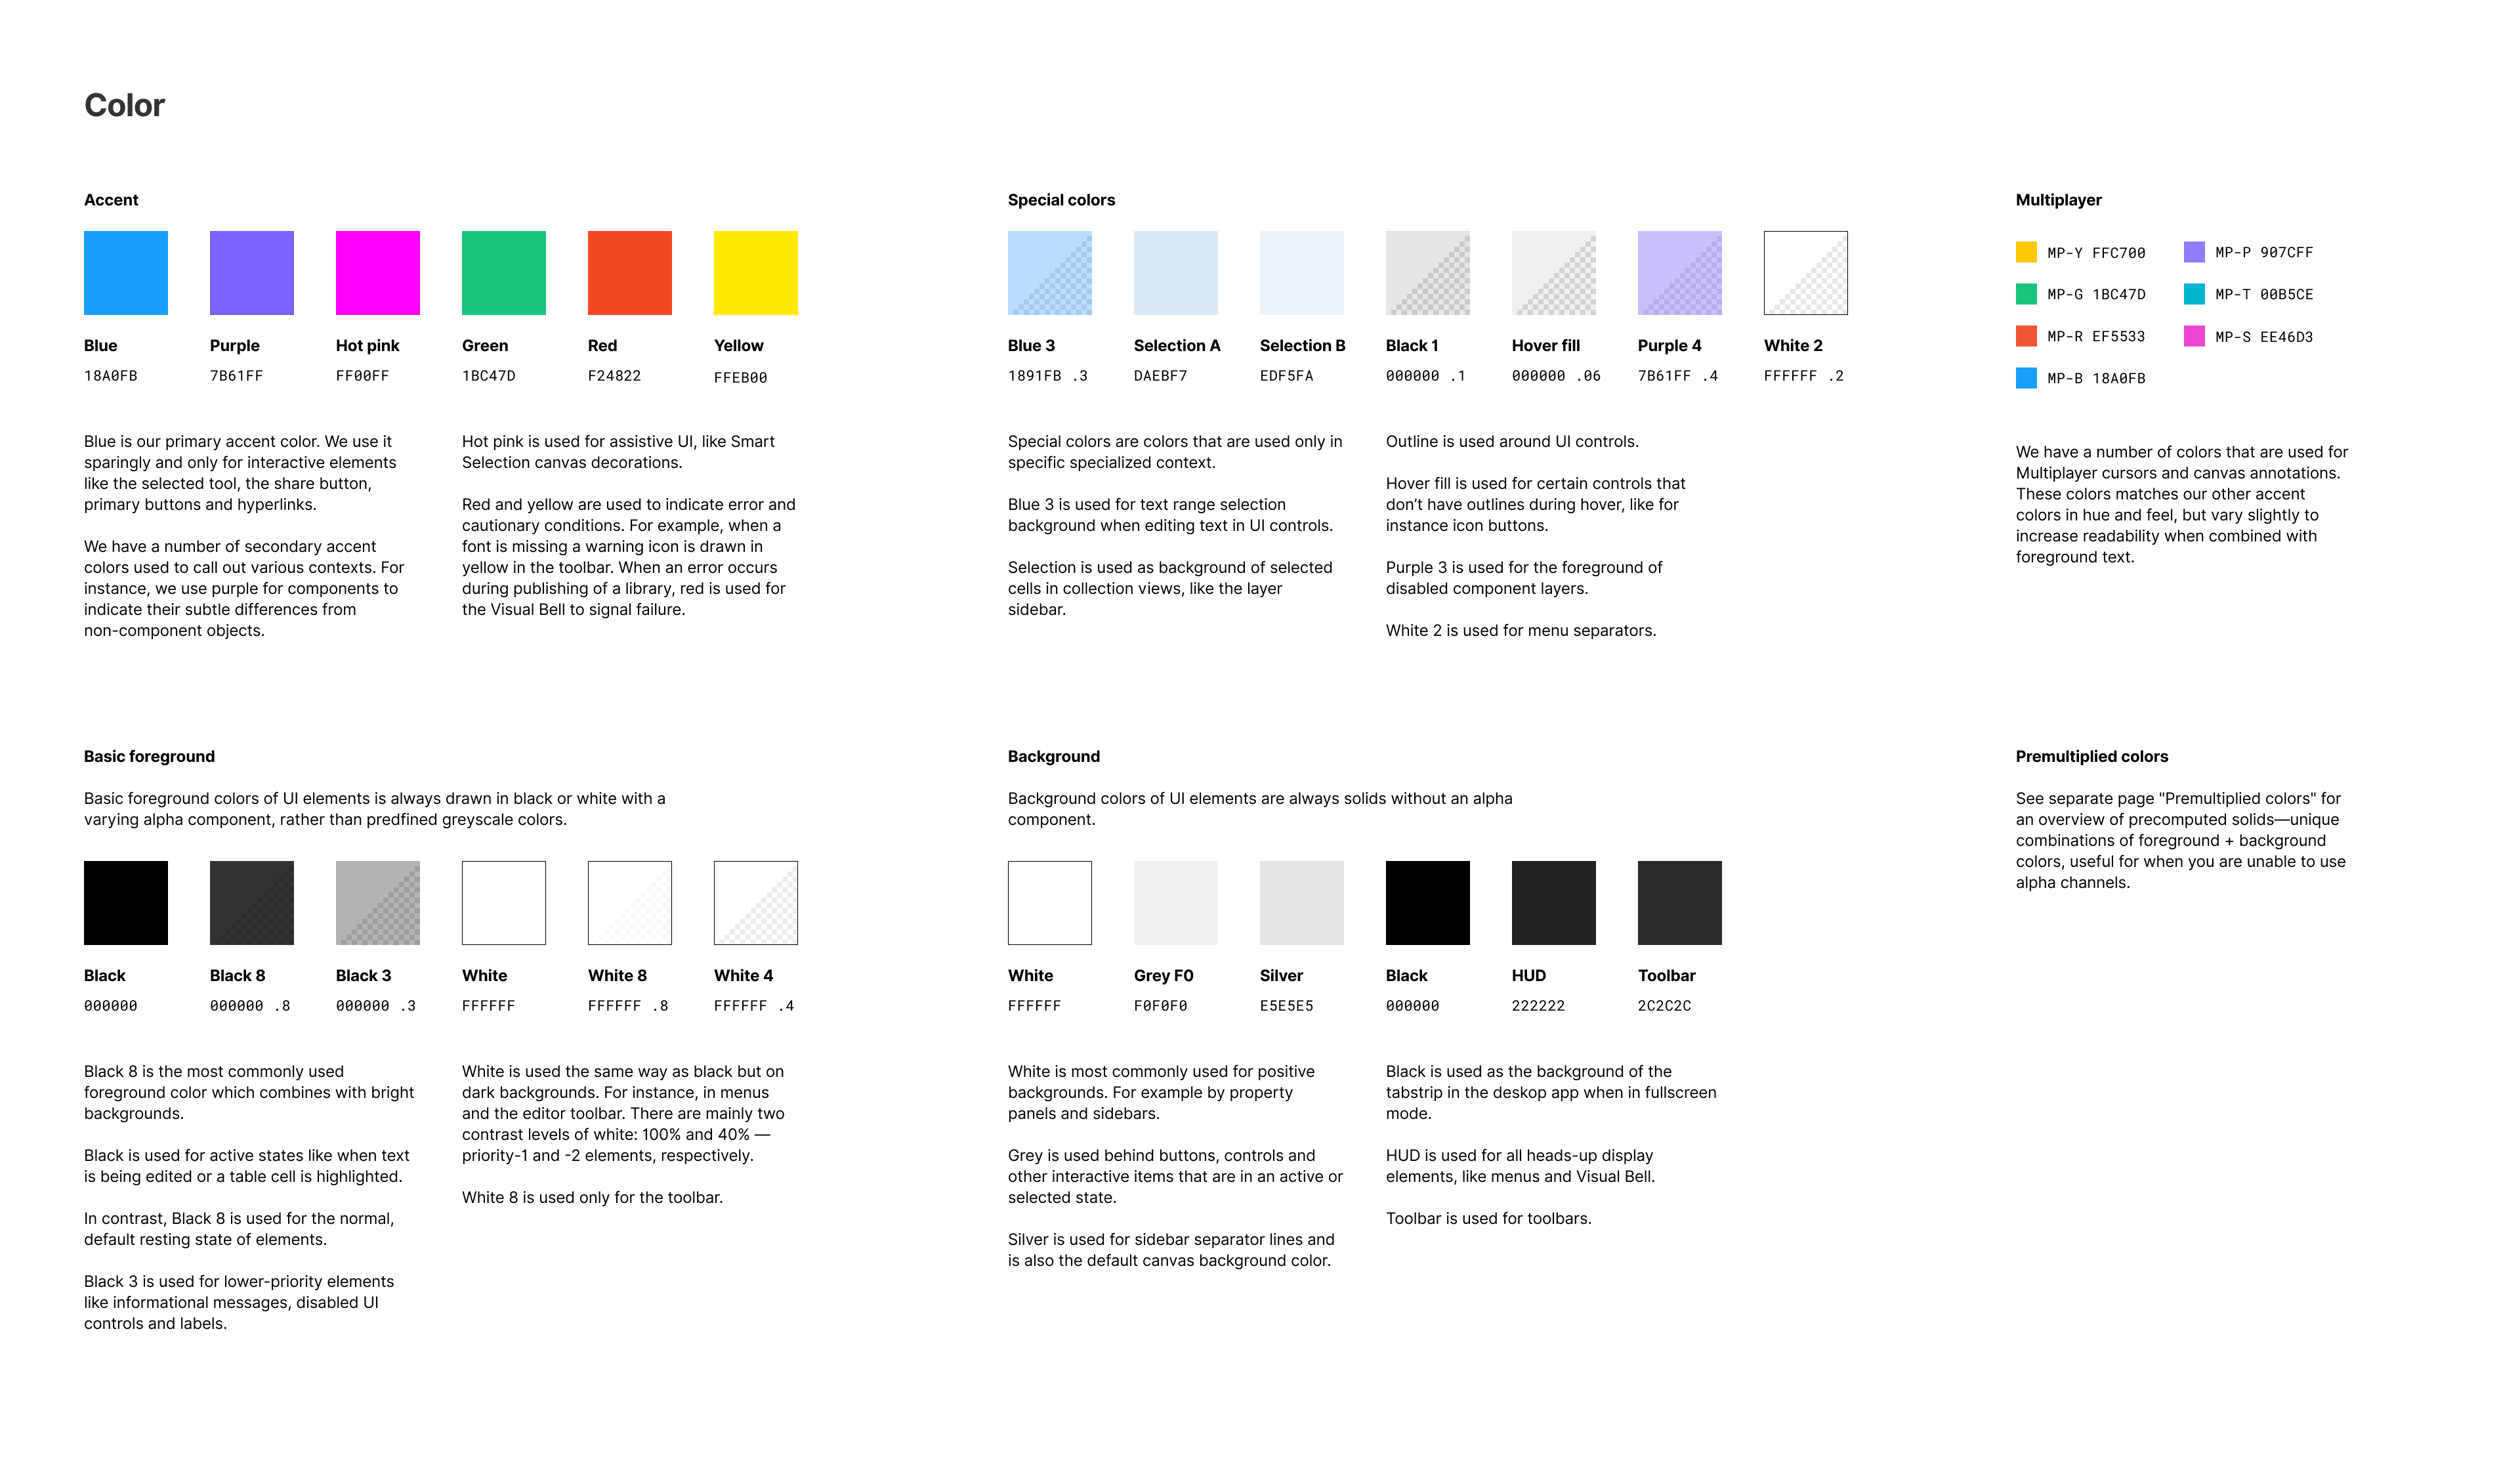 Color
Accent
Blue
18A0FB
Purple
7B61FF
Hot pink
FF00FF
Green
1BC47D
Red
F24822
Yellow
FFEB00
Blue is our primary accent color. We use it
sparingly and only for interactive elements
like the selected tool, the share button,
primary buttons and hyperlinks.
We have a number of secondary accent
colors used to call out various contexts. For
instance, we use purple for components to
indicate their subtle differences from
non-component objects.
Hot pink is used for assistive UI, like Smart
Selection canvas decorations.
Red and yellow are used to indicate error and
cautionary conditions. For example, when a
font is missing a warning icon is drawn in
yellow in the toolbar. When an error occurs
during publishing of a library, red is used for
the Visual Bell to signal failure.
Special colors
Blue 3
1891FB .3
Selection A
DAEBF7
Selection B
EDF5FA
Black 1
000000 .1
Hover fill
000000 .06
Purple 4
7B61FF .4
White 2
FFFFFF .2
Special colors are colors that are used only in
specific specialized context.
Blue 3 is used for text range selection
background when editing text in UI controls.
Selection is used as background of selected
cells in collection views, like the layer
sidebar.
Outline is used around UI controls.
Hover fill is used for certain controls that
don’t have outlines during hover, like for
instance icon buttons.
Purple 3 is used for the foreground of
disabled component layers.
White 2 is used for menu separators.
Multiplayer
MP-Y FFC700
MP-P 907CFF
MP-G 1BC47D
MP-T 00B5CE
MP-R EF5533
MP-S EE46D3
MP-B 18A0FB
We have a number of colors that are used for
Multiplayer cursors and canvas annotations.
These colors matches our other accent
colors in hue and feel, but vary slightly to
increase readability when combined with
foreground text.
Basic foreground
Basic foreground colors of UI elements is always drawn in black or white with a
varying alpha component, rather than predfined greyscale colors.
Black
000000
Black 8
000000 .8
Black 3
000000 .3
White
FFFFFF
White 8
FFFFFF .8
White 4
FFFFFF .4
Black 8 is the most commonly used
foreground color which combines with bright
backgrounds.
Black is used for active states like when text
is being edited or a table cell is highlighted.
In contrast, Black 8 is used for the normal,
default resting state of elements.
Black 3 is used for lower-priority elements
like informational messages, disabled UI
controls and labels.
White is used the same way as black but on
dark backgrounds. For instance, in menus
and the editor toolbar. There are mainly two
contrast levels of white: 100% and 40% —
priority-1 and -2 elements, respectively.
White 8 is used only for the toolbar.
Background
Background colors of UI elements are always solids without an alpha
component.
White
FFFFFF
Grey F0
F0F0F0
Silver
E5E5E5
Black
000000
HUD
222222
Toolbar
2C2C2C
White is most commonly used for positive
backgrounds. For example by property
panels and sidebars.
Grey is used behind buttons, controls and
other interactive items that are in an active or
selected state.
Silver is used for sidebar separator lines and
is also the default canvas background color.
Black is used as the background of the
tabstrip in the deskop app when in fullscreen
mode.
HUD is used for all heads-up display
elements, like menus and Visual Bell.
Toolbar is used for toolbars.
Premultiplied colors
See separate page "Premultiplied colors" for
an overview of precomputed solids—unique
combinations of foreground + background
colors, useful for when you are unable to use
alpha channels.